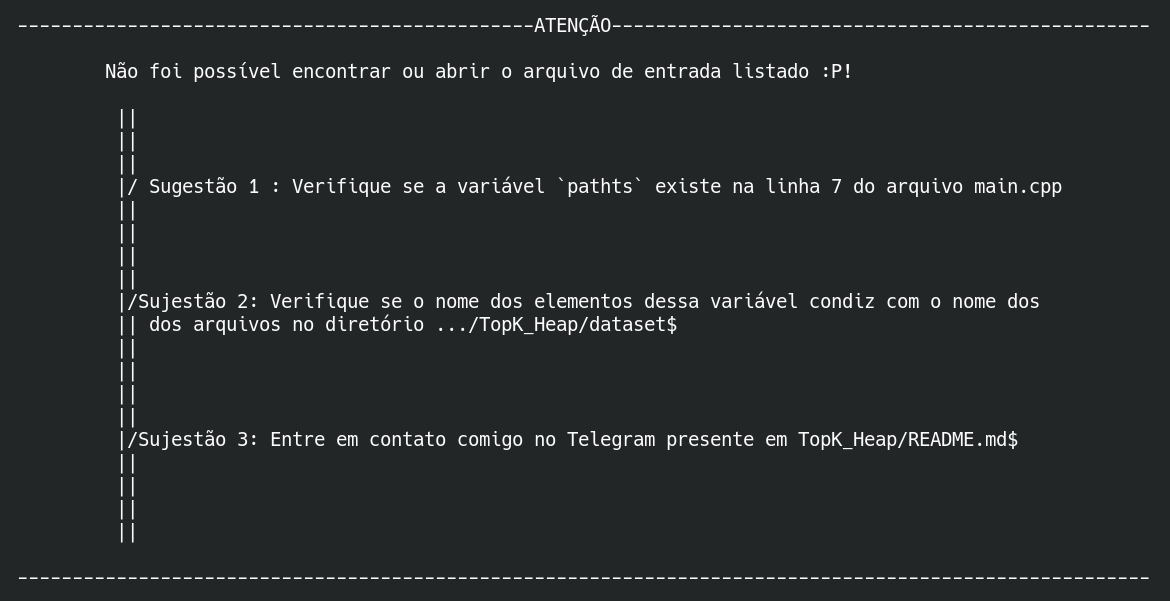 -----------------------------------------------ATENÇÃO-------------------------------------------------
Não foi possível encontrar ou abrir o arquivo de entrada listado :P!
||
||
||
|/ Sugestão 1 : Verifique se a variável `pathts` existe na linha 7 do arquivo main.cpp
||
||
||
||
|/Sujestão 2: Verifique se o nome dos elementos dessa variável condiz com o nome dos
|| dos arquivos no diretório .../TopK_Heap/dataset$
||
||
||
||
|/Sujestão 3: Entre em contato comigo no Telegram presente em TopK_Heap/README.md$
||
||
||
||
-------------------------------------------------------------------------------------------------------